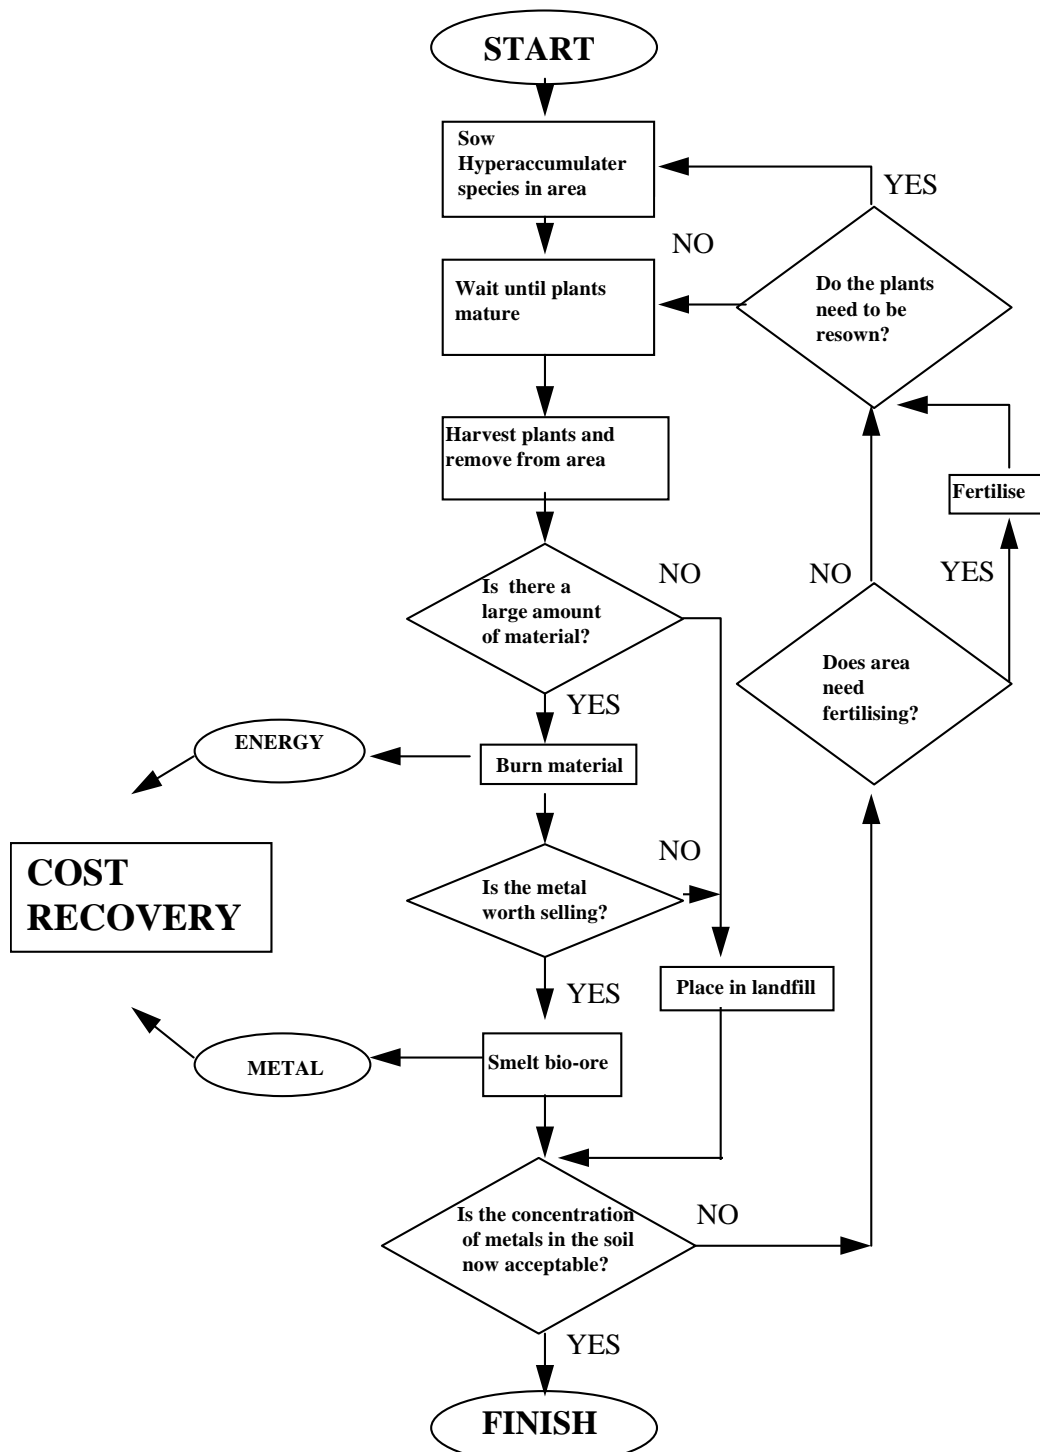 START
Sow
Hyperaccumulater
species in area
YES
NO
Wait until plants
mature
Do the plants
need to be
resown?
Harvest plants and
remove from area
Fertilise
Is there a
large amount
of material?
NO
NO
YES
Does area
need
fertilising?
YES
ENERGY
Burn material
COST
RECOVERY
NO
Is the metal
worth selling?
YES
Place in landfill
METAL
Smelt bio-ore
Is the concentration
of metals in the soil
now acceptable?
NO
YES
FINISH